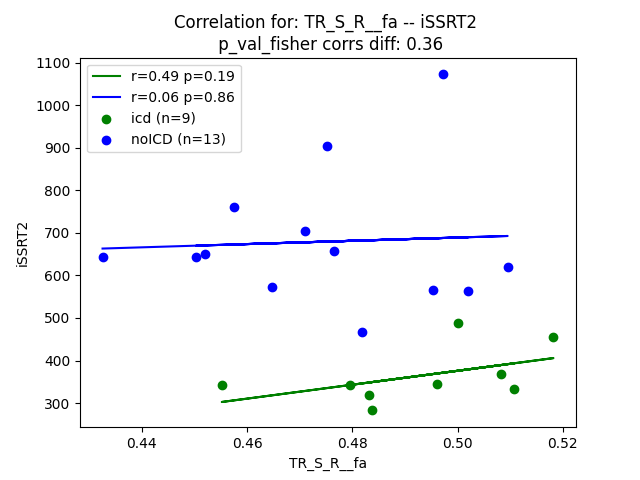 Correlation for: TR_S_R__fa -- iSSRT2
p_val_fisher corrs diff: 0.36
r=0.49 p=0.19
r=0.06 p=0.86
icd (n=9)
noICD (n=13)
1100
1000
900
800
700
600
500
400
300
iSSRT2
0.44 0.46 0.48 0.50 0.52
TR_S_R__fa